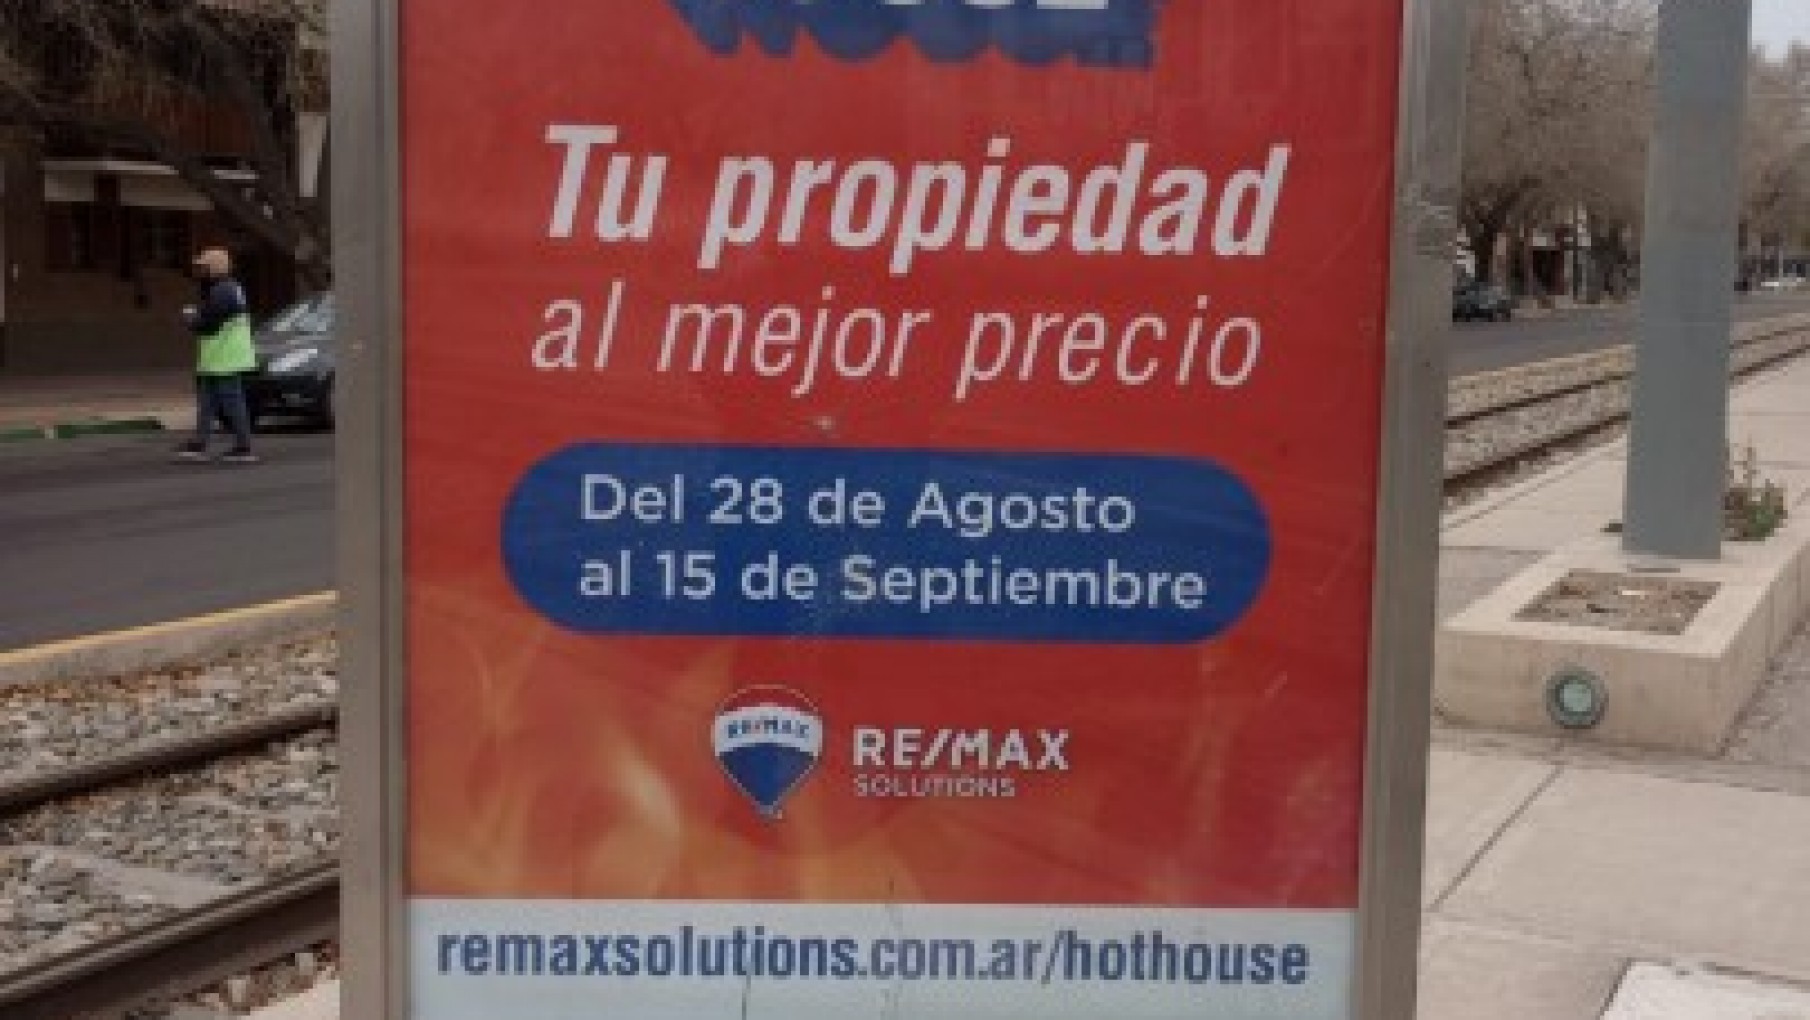 Tu propiedad
al mejor precio
Del 28 de Agosto
al 15 de Septiembre
RE/MAX
RE/MAX
SOLUTIONS
remaxsolutions.com.ar/hothouse